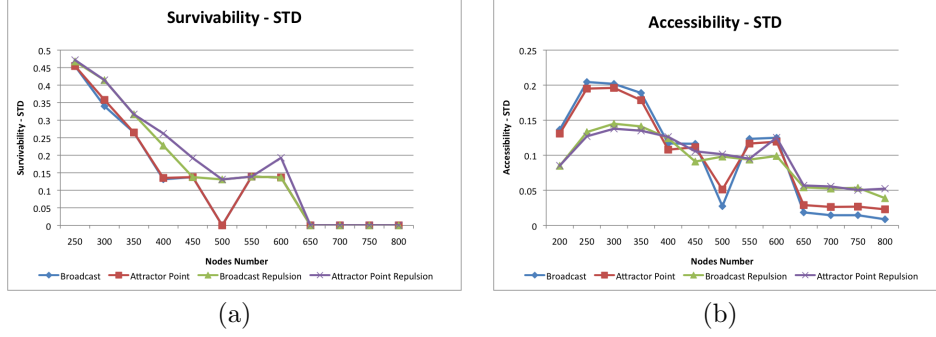 Survivability - STD
0.5
0.45
0.4
0.35
0.3
0.25
0.2
0.15
0.1
0.05
0
Survivability - STD
250 300 350 400 450 500 550 600 650 700 750 800
Nodes Number
Broadcast Attractor Point Broadcast Repulsion Attractor Point Repulsion
(a)
Accessibility - STD
0.25
0.2
0.15
0.1
0.05
0
Accessibility - STD
200 250 300 350 400 450 500 550 600 650 700 750 800
Nodes Number
Broadcast Attractor Point Broadcast Repulsion Attractor Point Repulsion
(b)